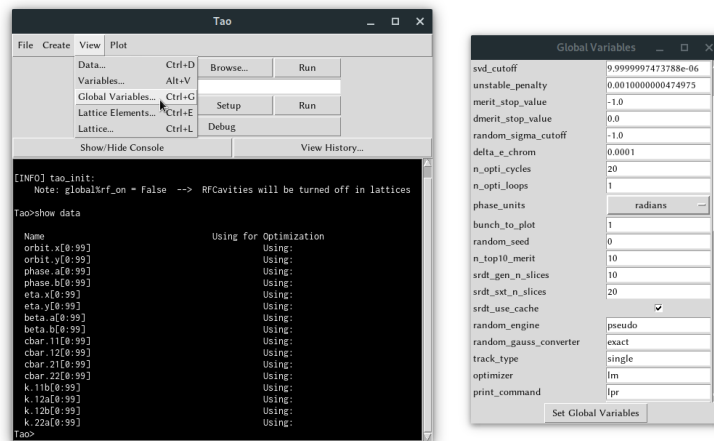 Tao
File Create View Plot
Data... Ctrl+D
Variables... Alt+V
Global Variables... Ctrl+G
Lattice Elements... Ctrl+E
Lattice... Ctrl+L
Browse... Run
Setup Run
Debug
Show/Hide Console View History...
[INFO] tao_init:
Note: global%rf_on = False --> RFCavities will be turned off in lattices
Tao>show data
Name Using for Optimization
orbit.x[0:99] Using:
orbit.y[0:99] Using:
phase.a[0:99] Using:
phase.b[0:99] Using:
eta.x[0:99] Using:
eta.y[0:99] Using:
beta.a[0:99] Using:
beta.b[0:99] Using:
cbar.11[0:99] Using:
cbar.12[0:99] Using:
cbar.21[0:99] Using:
cbar.22[0:99] Using:
k.11b[0:99] Using:
k.12a[0:99] Using:
k.12b[0:99] Using:
k.22a[0:99] Using:
Tao>
Global Variables
svd_cutoff 9.9999997473788e-06
unstable_penalty 0.0010000000474975
merit_stop_value -1.0
dmerit_stop_value 0.0
random_sigma_cutoff -1.0
delta_e_chrom 0.0001
n_opti_cycles 20
n_opti_loops 1
phase_units radians
bunch_to_plot 1
random_seed 0
n_top10_merit 10
srdt_gen_n_slices 10
srdt_sxt_n_slices 20
srdt_use_cache
random_engine pseudo
random_gauss_converter exact
track_type single
optimizer lm
print_command lpr
Set Global Variables